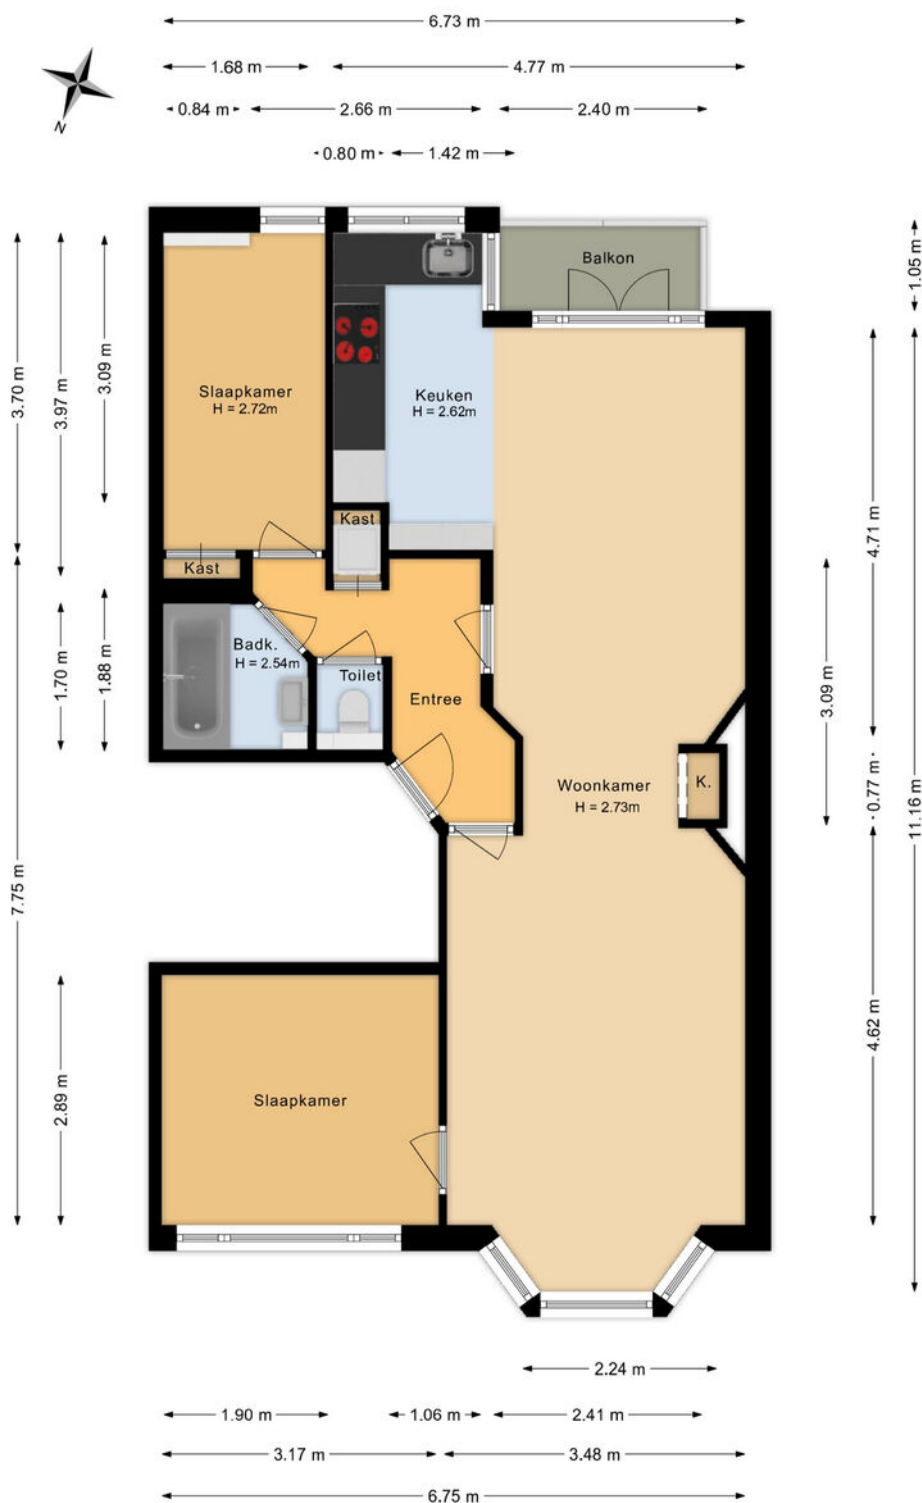 6.73 m
1.68 m
4.77 m
0.84 m
2.66 m
2.40 m
N
0.80 m
1.42 m
Balkon
1.05 m
3.70 m
3.97 m
3.09 m
Slaapkamer
H = 2.72m
Keuken
H = 2.62m
4.71 m
Kast
Kast
1.70 m
1.88 m
Badk.
H = 2.54m
Toilet
Entree
3.09 m
Woonkamer
H = 2.73m
K.
0.77 m
11.16 m
7.75 m
2.89 m
Slaapkamer
4.62 m
2.24 m
1.90 m
1.06 m
2.41 m
3.17 m
3.48 m
6.75 m